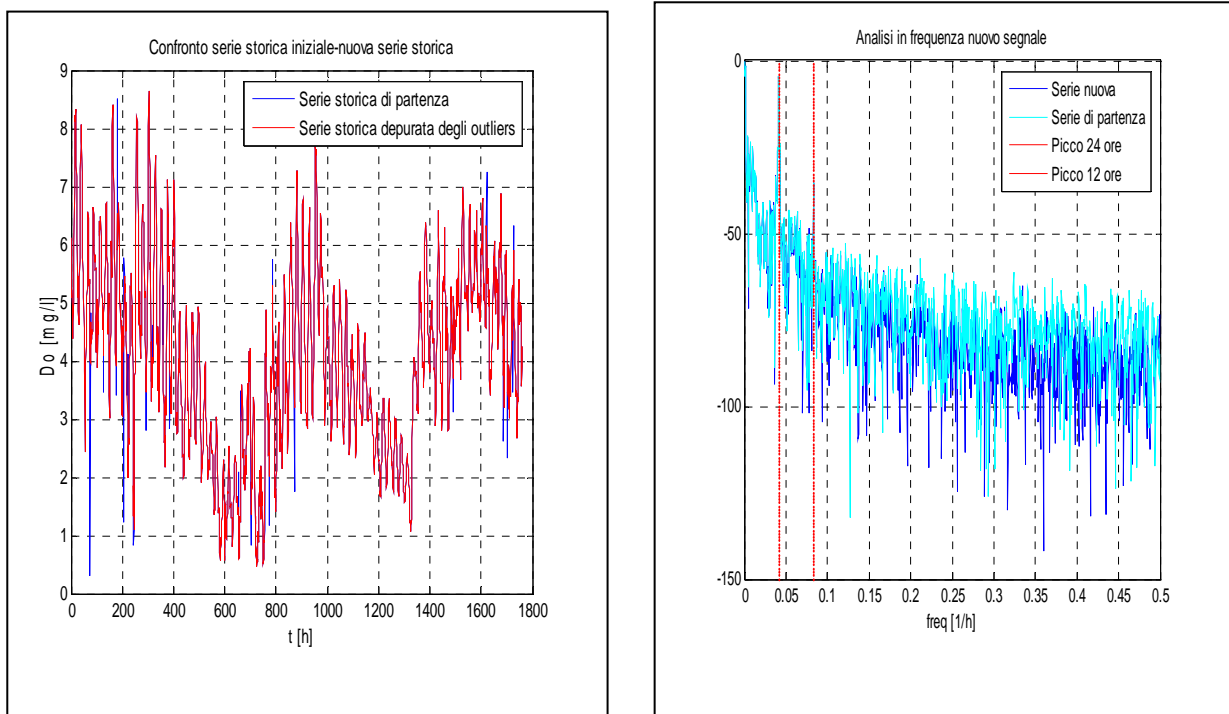 Confronto serie storica iniziale-nuova serie storica
Serie storica di partenza
Serie storica depurata degli outliers
9
8
7
6
5
4
3
2
1
0
Do [mg/l]
0 200 400 600 800 1000 1200 1400 1600 1800
t [h]
Analisi in frequenza nuovo segnale
Serie nuova
Serie di partenza
Picco 24 ore
Picco 12 ore
0
-50
-100
-150
0 0.05 0.1 0.15 0.2 0.25 0.3 0.35 0.4 0.45 0.5
freq [1/h]